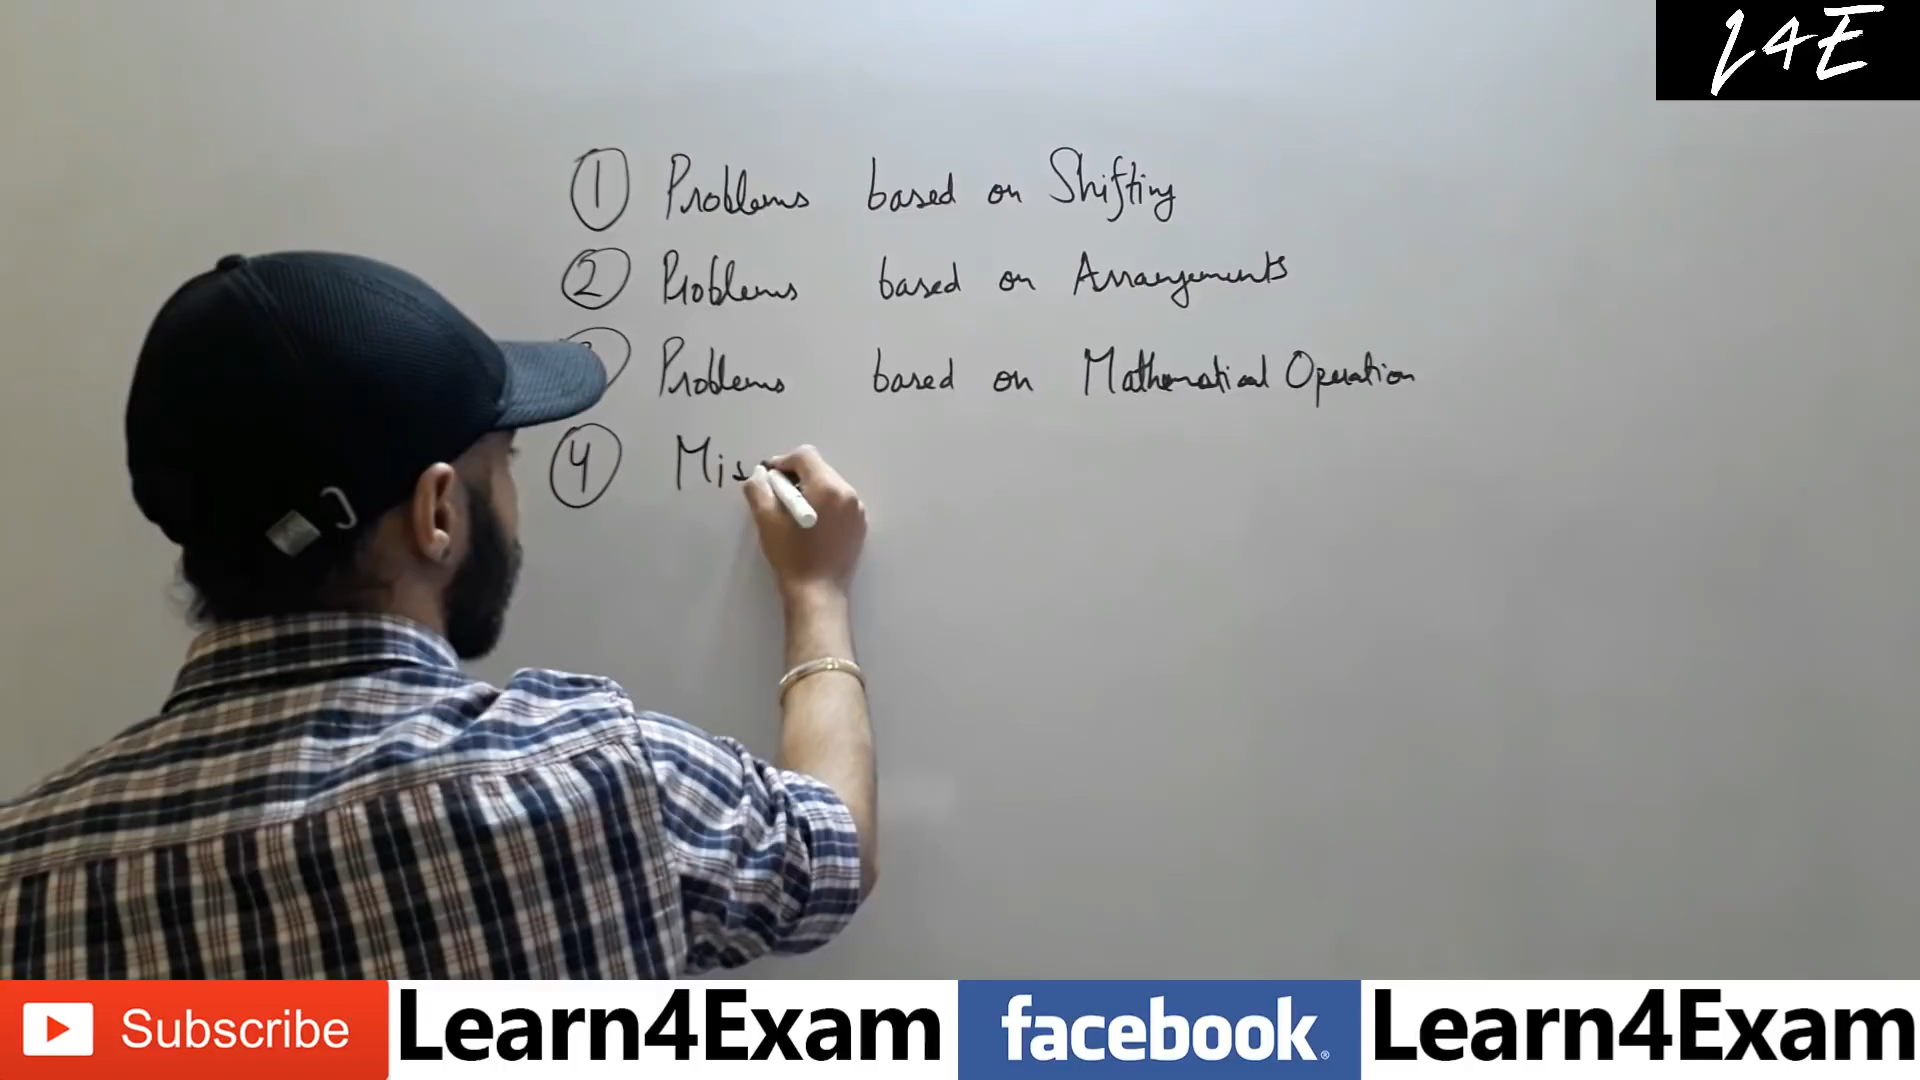 L4E
1 Problems based on Shifting
2 Problems based on Arrangements
Problems based on Mathematical Operation
4 Mis
Subscribe Learn4Exam facebook Learn4Exam